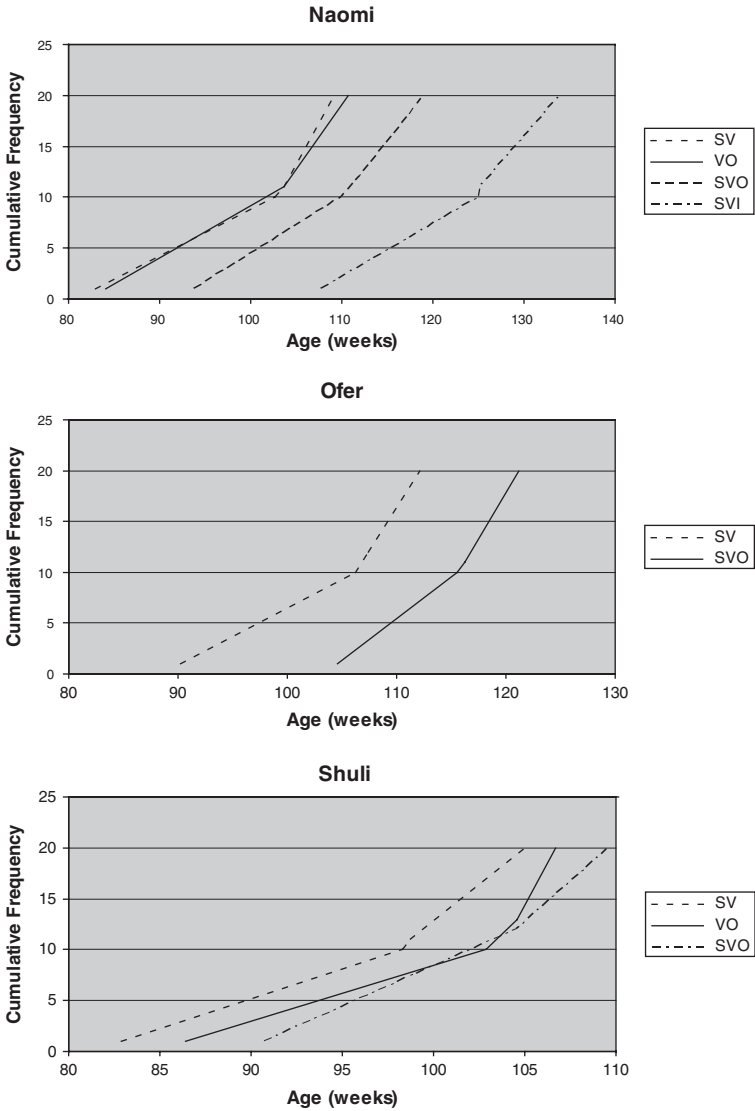 Naomi
25
20
15
10
5
0
Cumulative Frequency
80 90 100 110 120 130 140
Age (weeks)
SV
VO
SVO
SVI
Ofer
25
20
15
10
5
0
Cumulative Frequency
80 90 100 110 120 130
Age (weeks)
SV
SVO
Shuli
25
20
15
10
5
0
Cumulative Frequency
80 85 90 95 100 105 110
Age (weeks)
SV
VO
SVO